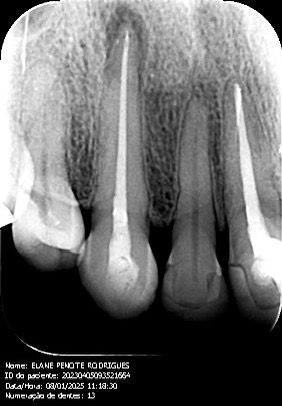 Nome: ELANE PENOTE RODRIGUES
ID do paciente: 20230405093521664
Data/Hora: 08/01/2025 11:18:30
Numeração de dentes: 13